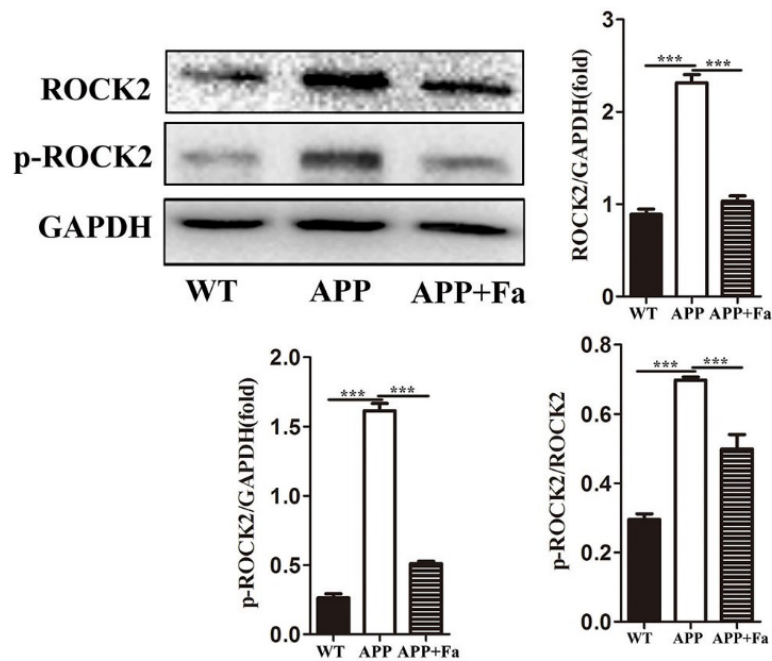 ROCK2
p-ROCK2
GAPDH
WT APP APP+Fa
ROCK2/GAPDH(fold)
3
2
1
0
*** ***
WT APP APP+Fa
p-ROCK2/GAPDH(fold)
2.0
1.5
1.0
0.5
0.0
*** ***
WT APP APP+Fa
p-ROCK2/ROCK2
0.8
0.6
0.4
0.2
0.0
*** ***
WT APP APP+Fa